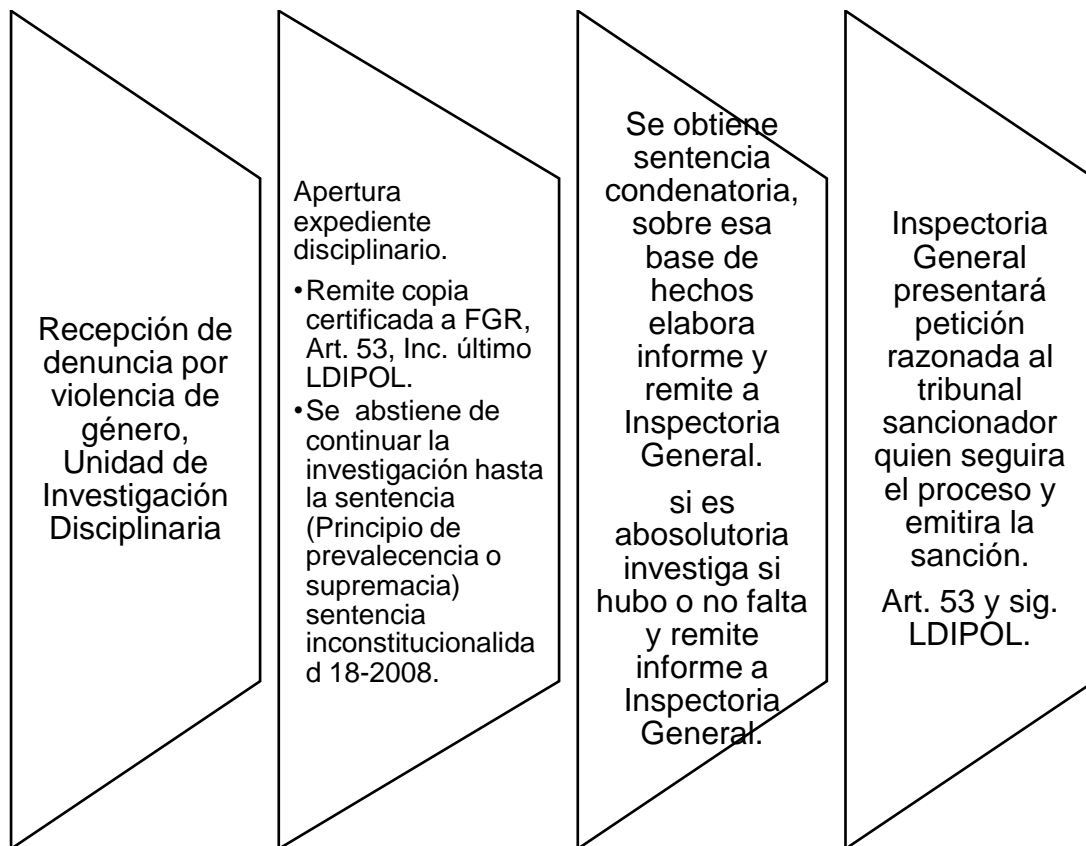 Recepción de
denuncia por
violencia de
género,
Unidad de
Investigación
Disciplinaria
Apertura
expediente
disciplinario.
•Remite copia
certificada a FGR,
Art. 53, Inc. último
LDIPOL.
•Se abstiene de
continuar la
investigación hasta
la sentencia
(Principio de
prevalecencia o
supremacia)
sentencia
inconstitucionalida
d 18-2008.
Se obtiene
sentencia
condenatoria,
sobre esa
base de
hechos
elabora
informe y
remite a
Inspectoria
General.
si es
abosolutoria
investiga si
hubo o no falta
y remite
informe a
Inspectoria
General.
Inspectoria
General
presentará
petición
razonada al
tribunal
sancionador
quien seguira
el proceso y
emitira la
sanción.
Art. 53 y sig.
LDIPOL.